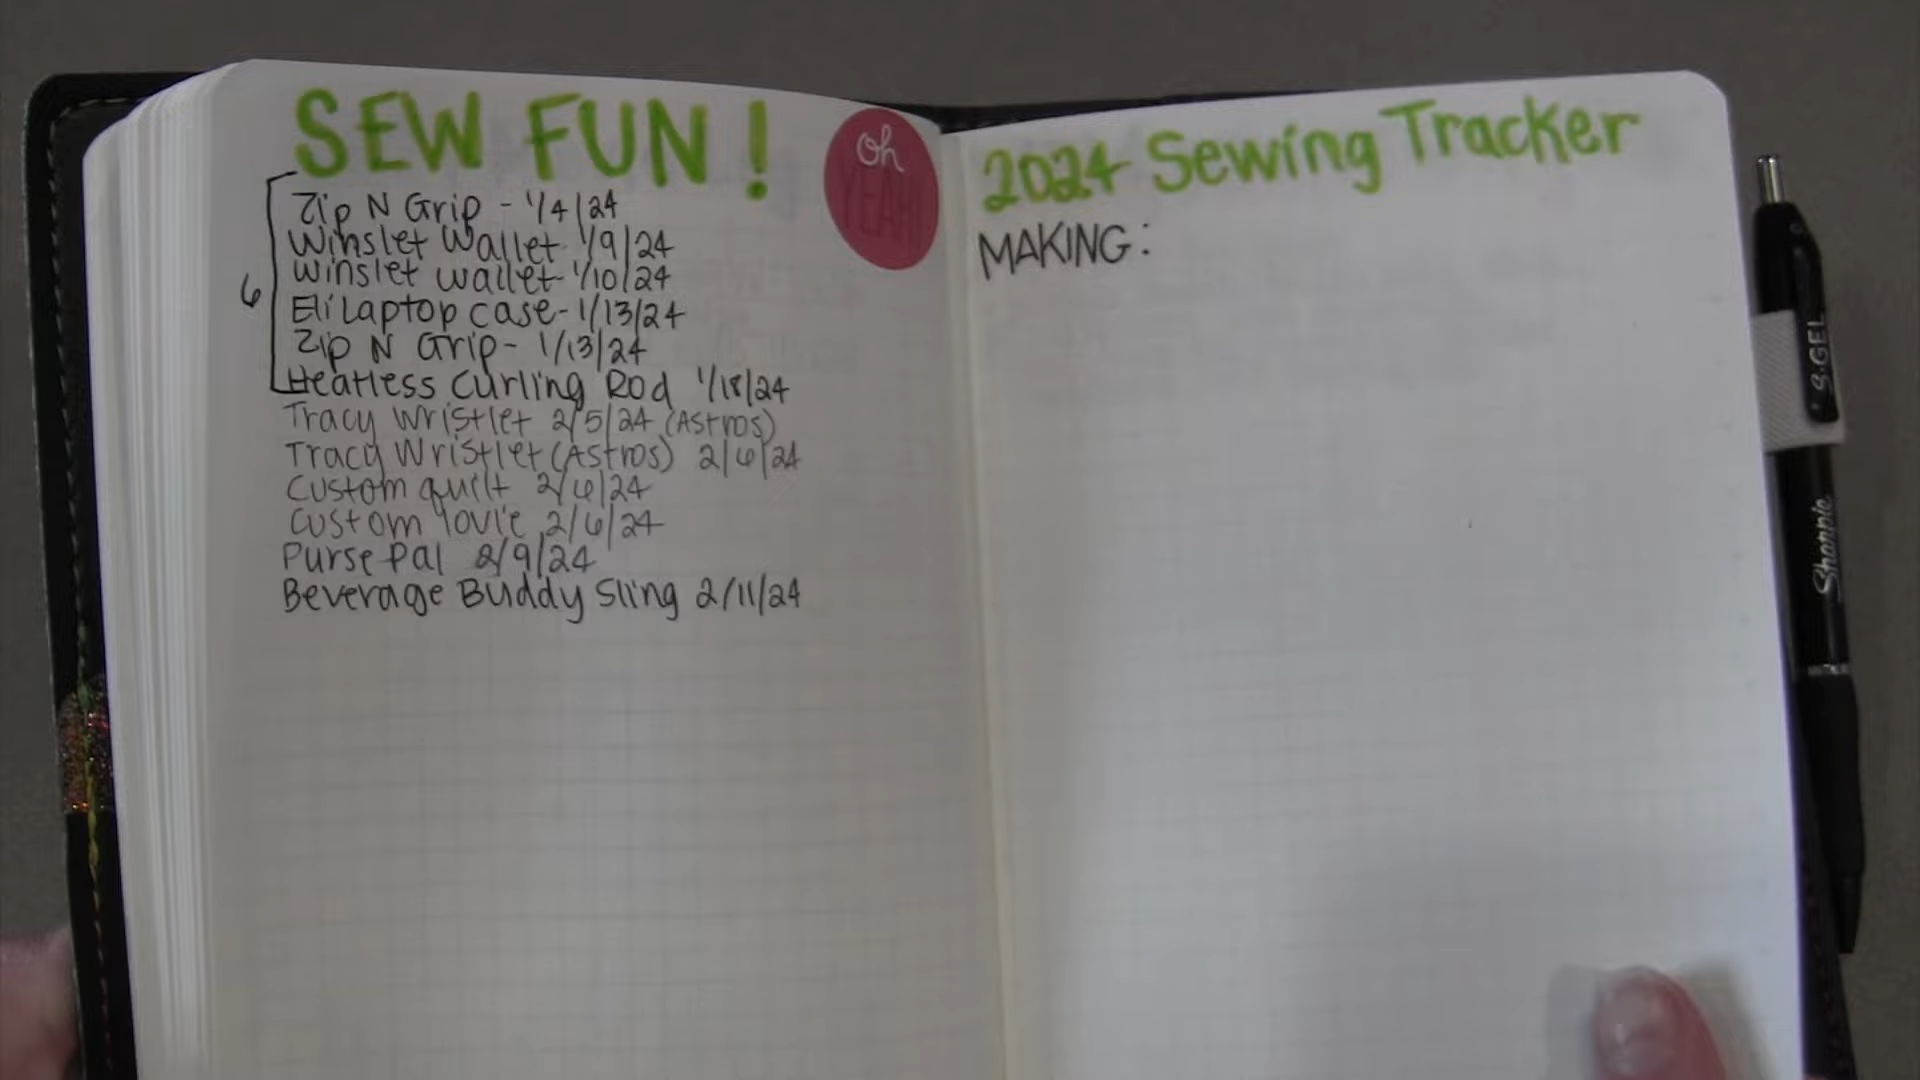 SEW FUN!
Zip N Grip - 1/4/24
Winslet Wallet - 1/9/24
Winslet wallet - 1/10/24
Eli Laptop case - 1/13/24
Zip N Grip - 1/13/24
Heatless Curling Rod 1/18/24
6
Tracy Wristlet 2/5/24 (Astros)
Tracy Wristlet (Astros) 2/6/24
Custom quilt 2/6/24
Custom lovie 2/6/24
Purse Pal 2/9/24
Beverage Buddy Sling 2/11/24
oh
YEAH!
2024 Sewing Tracker
MAKING:
S.GEL
Sharpie